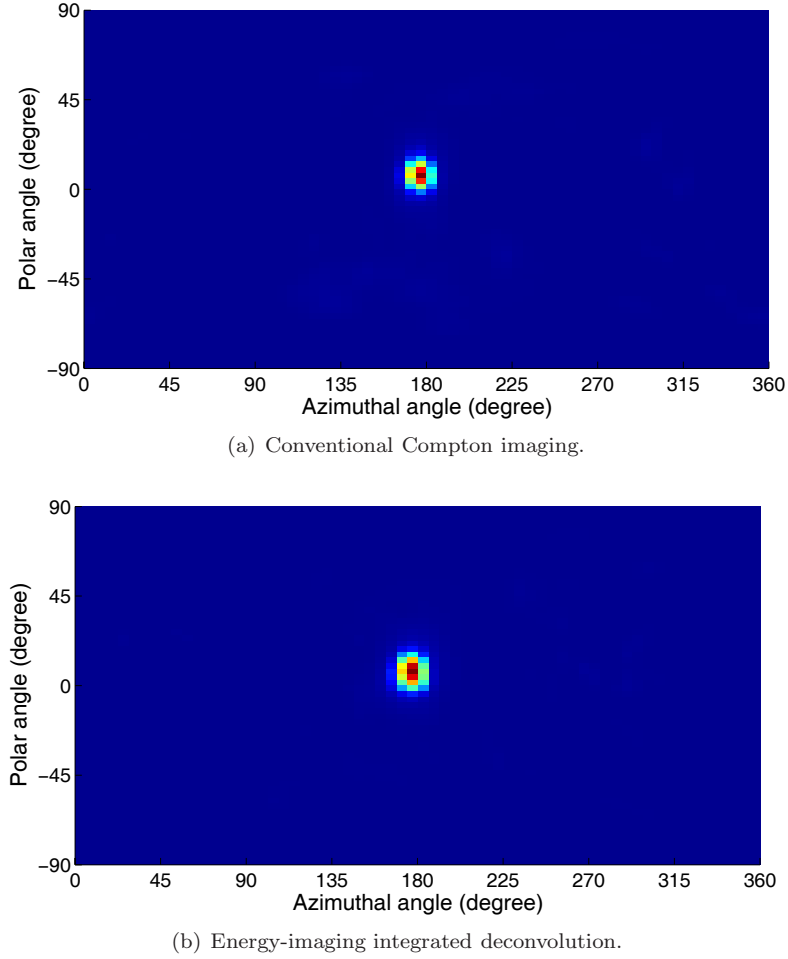 90
45
0
−45
−90
Polar angle (degree)
0 45 90 135 180 225 270 315 360
Azimuthal angle (degree)
(a) Conventional Compton imaging.
90
45
0
−45
−90
Polar angle (degree)
0 45 90 135 180 225 270 315 360
Azimuthal angle (degree)
(b) Energy-imaging integrated deconvolution.